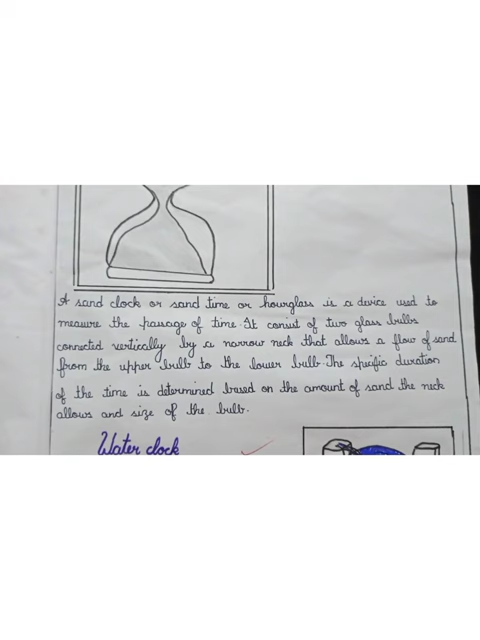 A sand clock or sand time or hourglass is a device used to
measure the passage of time. It consist of two glass bulbs
connected vertically by a narrow neck that allows a flow of sand
from the upper bulb to the lower bulb. The specific duration
of the time is determined based on the amount of sand the neck
allows and size of the bulb.
Water clock